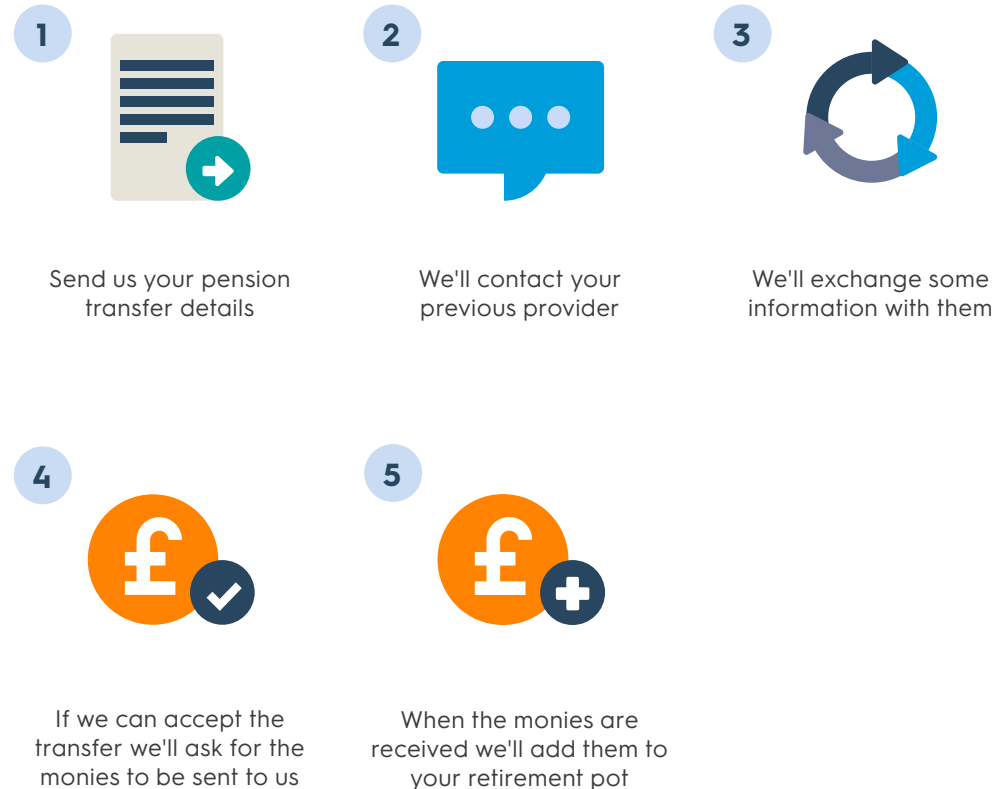 1
Send us your pension
transfer details
2
We'll contact your
previous provider
3
We'll exchange some
information with them
4
£
If we can accept the
transfer we'll ask for the
monies to be sent to us
5
£
When the monies are
received we'll add them to
your retirement pot